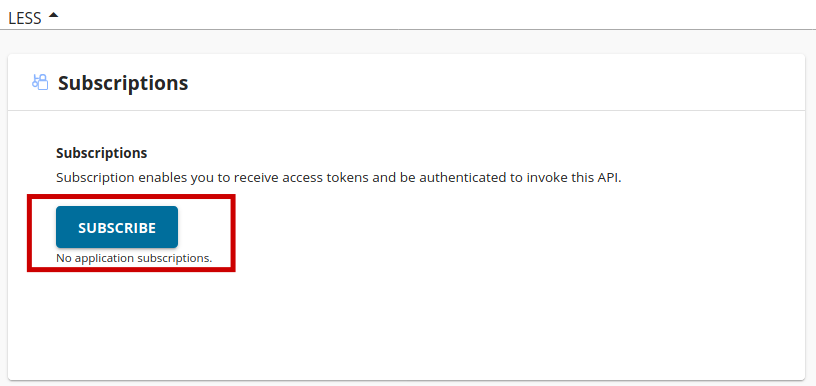 LESS
Subscriptions
Subscriptions
Subscription enables you to receive access tokens and be authenticated to invoke this API.
SUBSCRIBE
No application subscriptions.